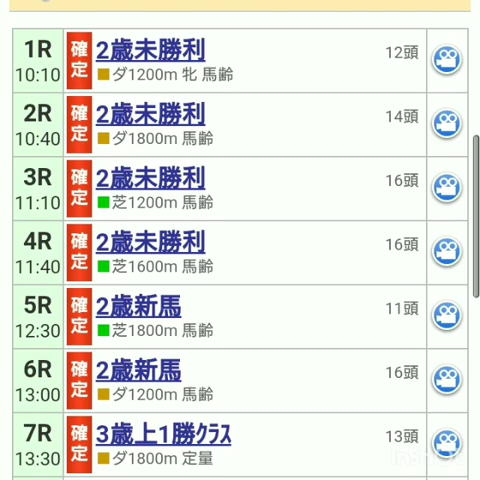 1R 確定 2歳未勝利 12頭
10:10 ダ1200m 牝 馬齢
2R 確定 2歳未勝利 14頭
10:40 ダ1800m 馬齢
3R 確定 2歳未勝利 16頭
11:10 芝1200m 馬齢
4R 確定 2歳未勝利 16頭
11:40 芝1600m 馬齢
5R 確定 2歳新馬 11頭
12:30 芝1800m 馬齢
6R 確定 2歳新馬 16頭
13:00 ダ1200m 馬齢
7R 確定 3歳上1勝ｸﾗｽ 13頭
13:30 ダ1800m 定量